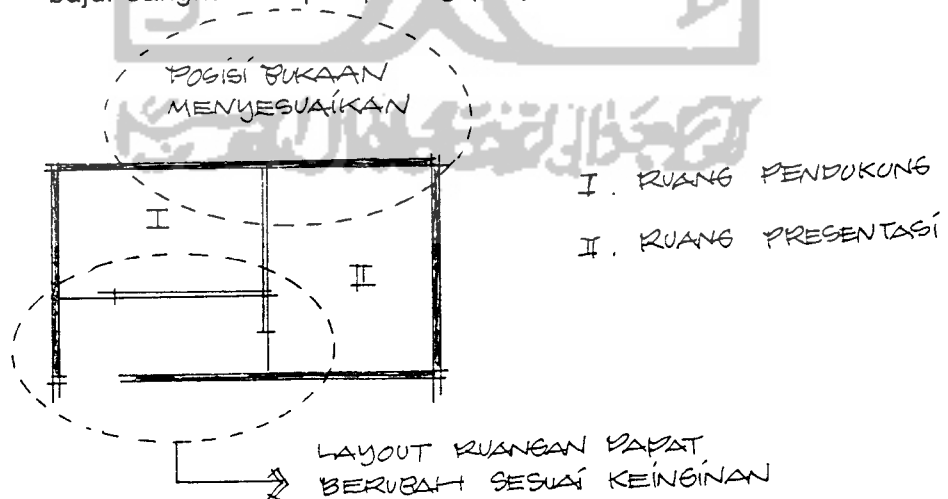 POSISI BUKAAN
MENYESUAIKAN
I
II
I. RUANG PENDUKUNG
II. RUANG PRESENTASI
LAYOUT RUANGAN DAPAT
BERUBAH SESUAI KEINGINAN